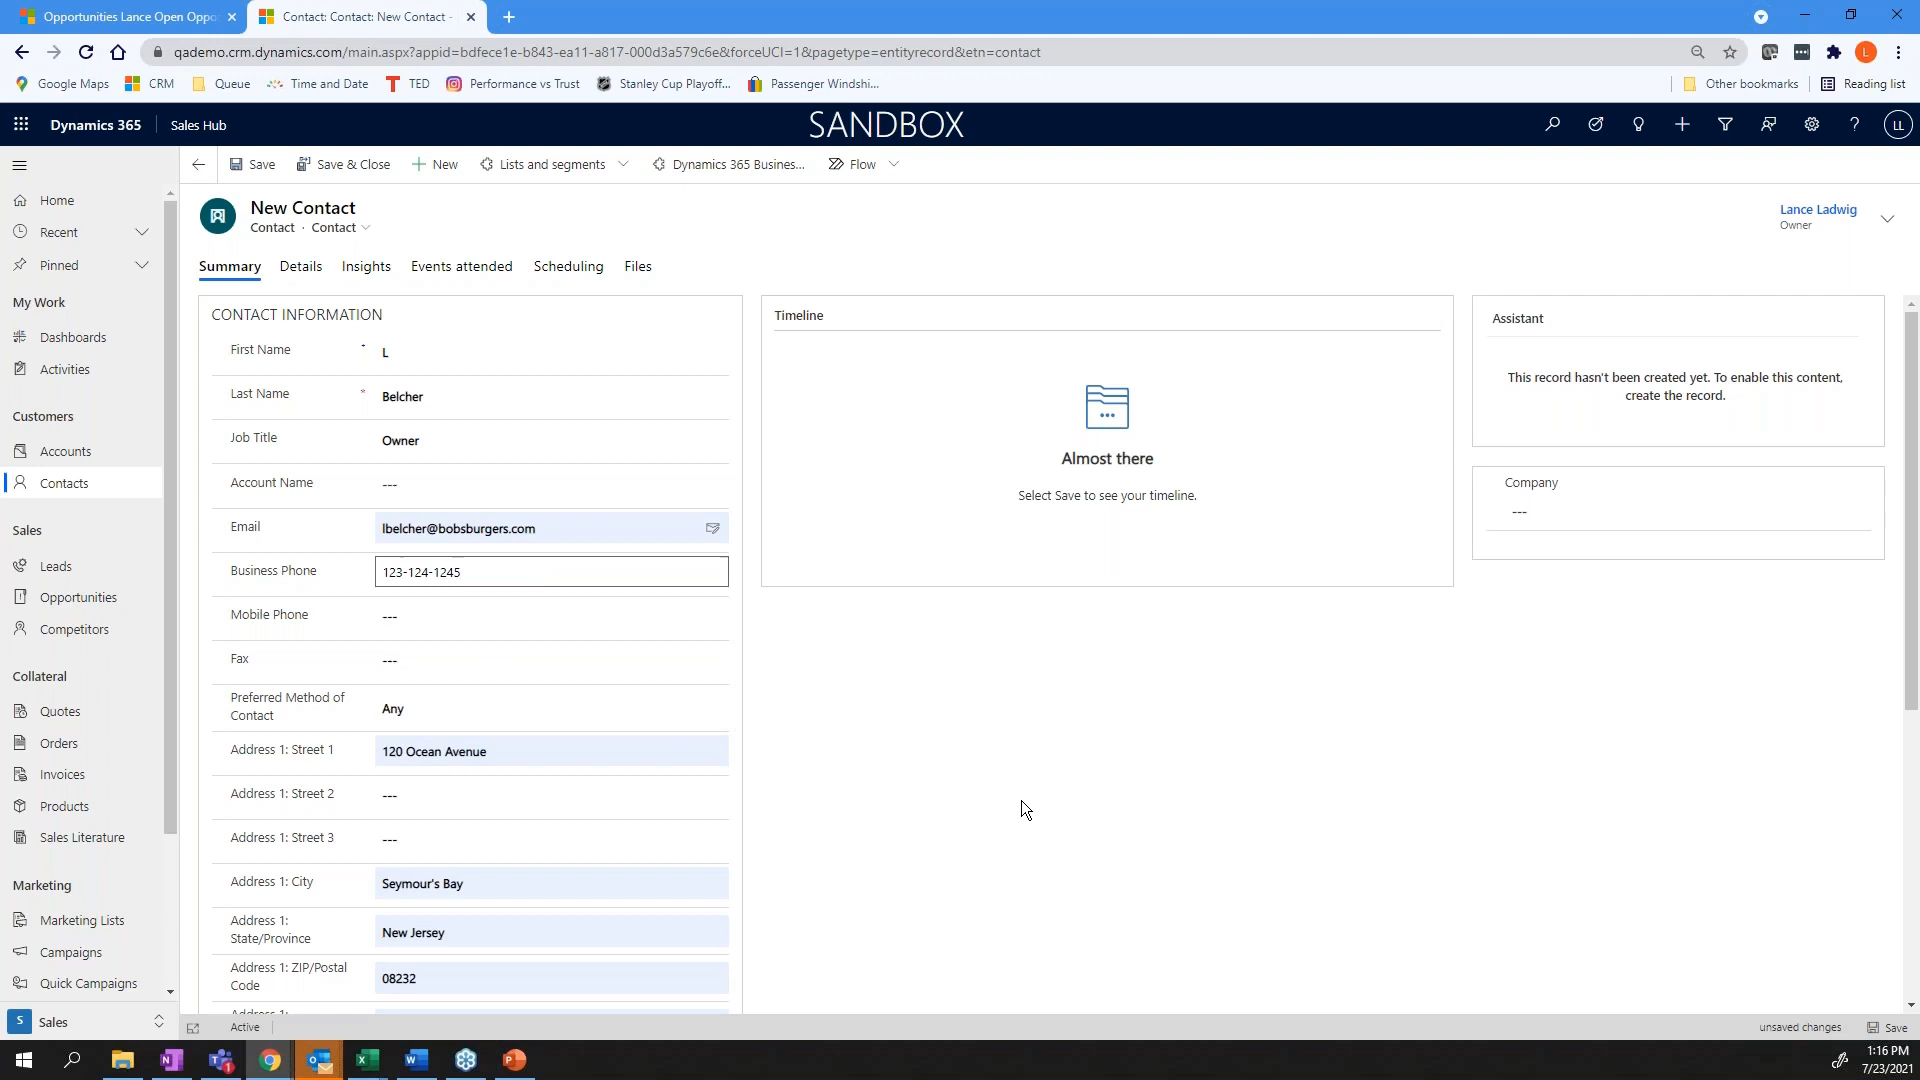 Opportunities Lance Open Oppo
Contact: Contact: New Contact -
qademo.crm.dynamics.com/main.aspx?appid=bdfece1e-b843-ea11-a817-000d3a579c6e&forceUCI=1&pagetype=entityrecord&etn=contact
L
Google Maps
CRM
Queue
Time and Date
TED
Performance vs Trust
Stanley Cup Playoff...
Passenger Windshi...
Other bookmarks
Reading list
Dynamics 365
Sales Hub
SANDBOX
LL
Save
Save & Close
New
Lists and segments
Dynamics 365 Busines...
Flow
Home
Recent
Pinned
My Work
Dashboards
Activities
Customers
Accounts
Contacts
Sales
Leads
Opportunities
Competitors
Collateral
Quotes
Orders
Invoices
Products
Sales Literature
Marketing
Marketing Lists
Campaigns
Quick Campaigns
S
Sales
New Contact
Contact · Contact
Lance Ladwig
Owner
Summary
Details
Insights
Events attended
Scheduling
Files
CONTACT INFORMATION
First Name
L
Last Name
*
Belcher
Job Title
Owner
Account Name
---
Email
lbelcher@bobsburgers.com
Business Phone
123-124-1245
Mobile Phone
---
Fax
---
Preferred Method of
Contact
Any
Address 1: Street 1
120 Ocean Avenue
Address 1: Street 2
---
Address 1: Street 3
---
Address 1: City
Seymour's Bay
Address 1:
State/Province
New Jersey
Address 1: ZIP/Postal
Code
08232
Address 1:
Timeline
Almost there
Select Save to see your timeline.
Assistant
This record hasn't been created yet. To enable this content,
create the record.
Company
---
Active
unsaved changes
Save
1:16 PM
7/23/2021